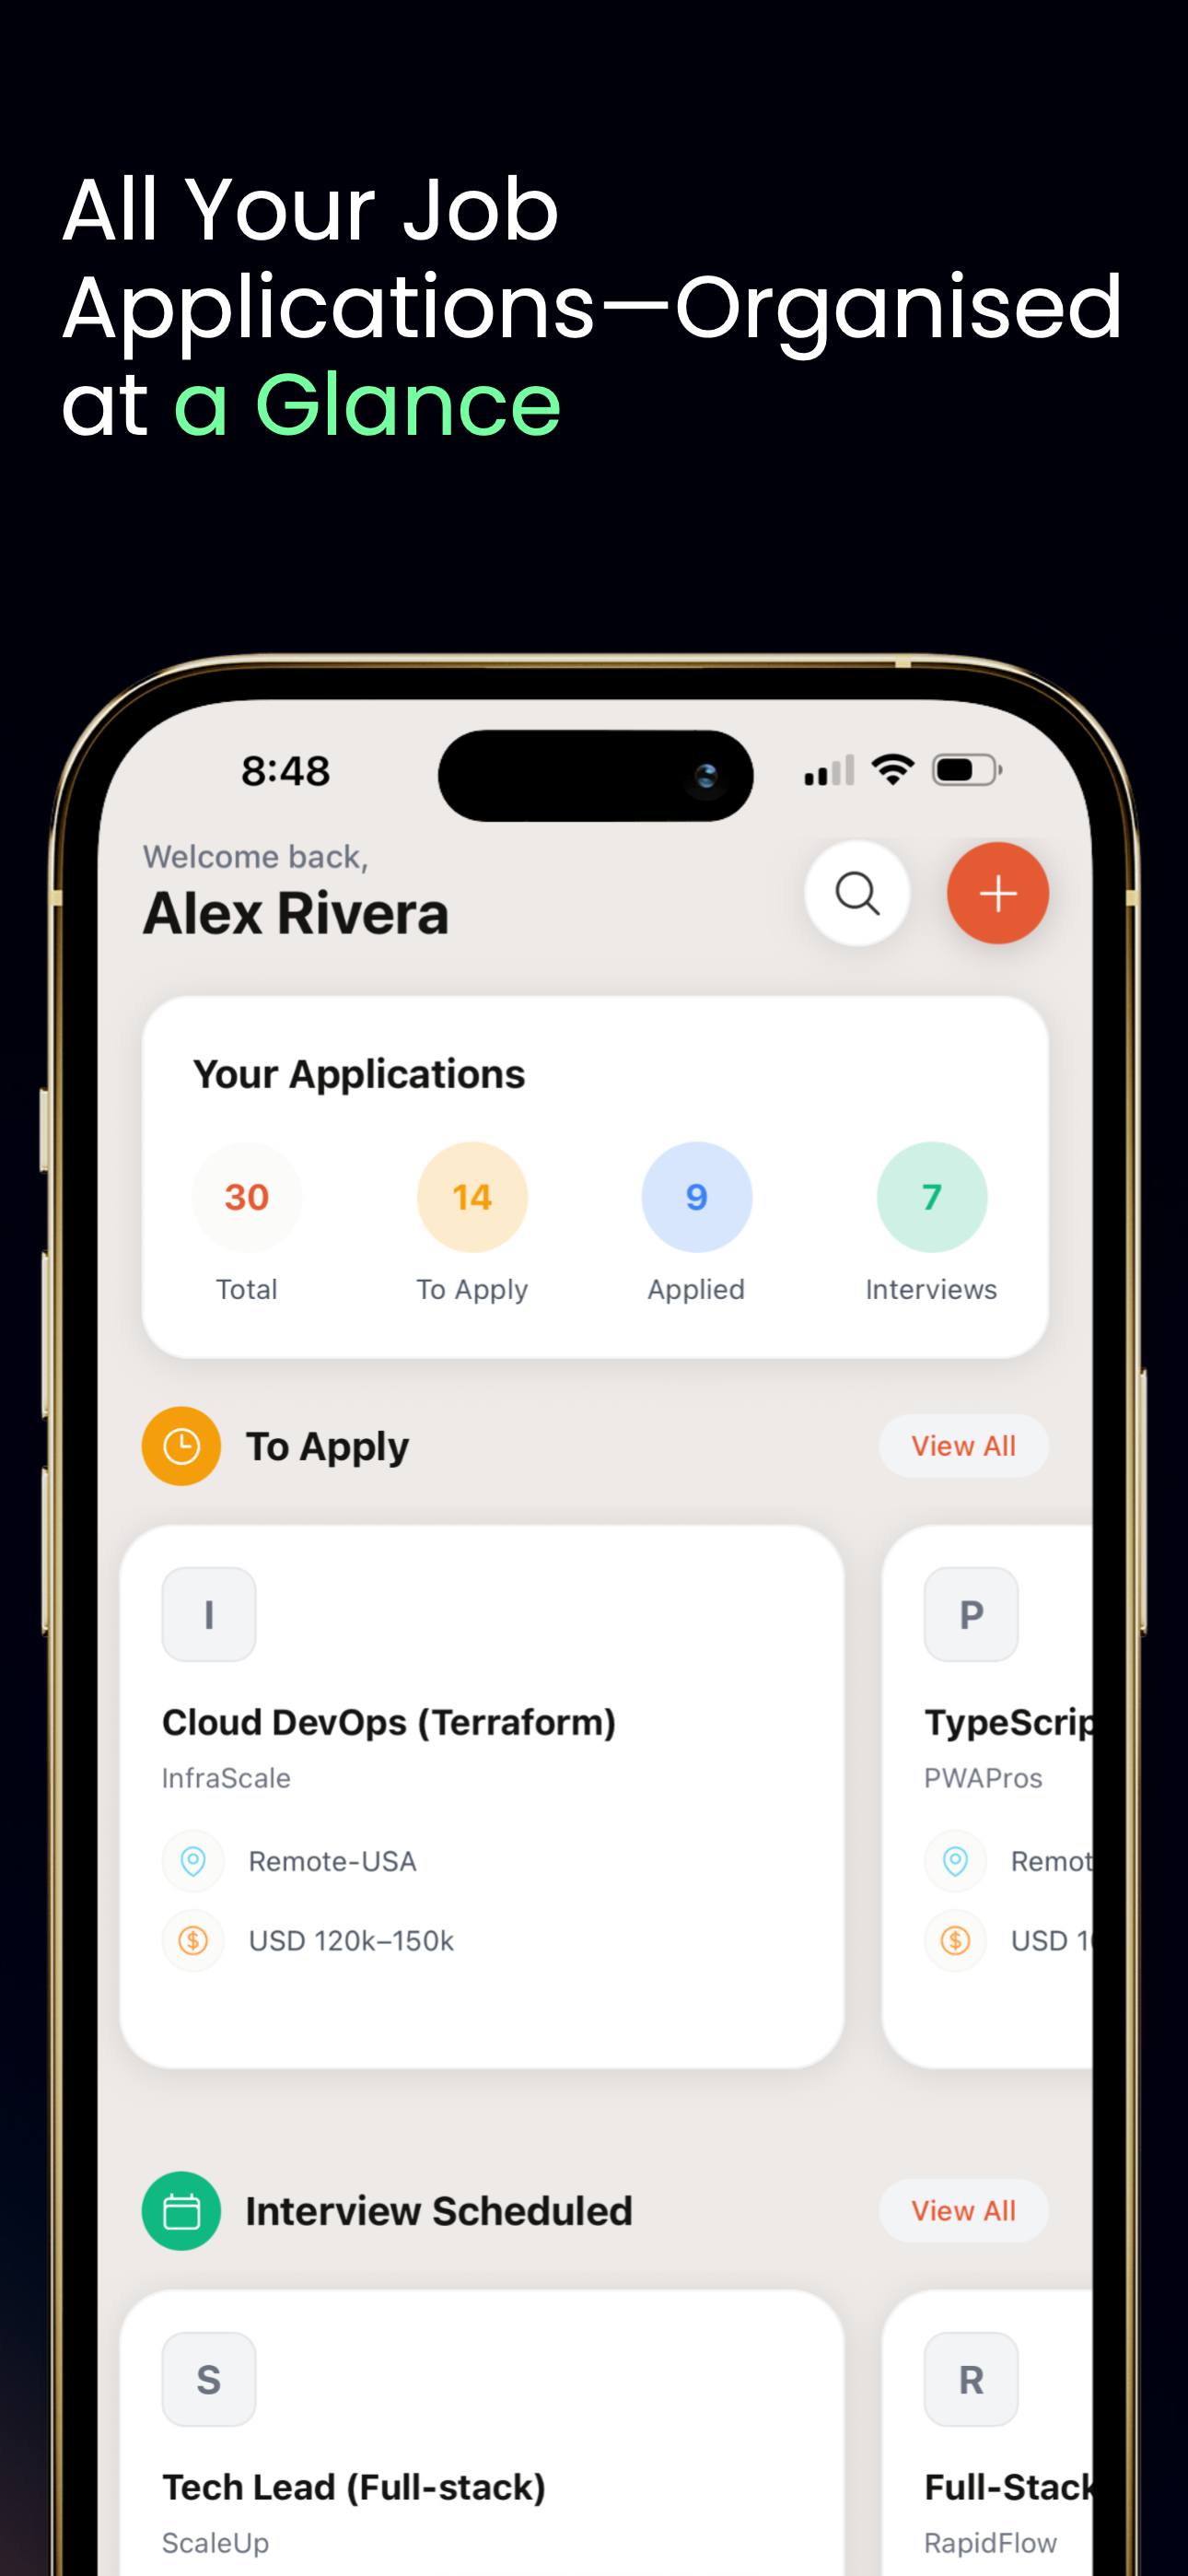 All Your Job
Applications—Organised
at a Glance
8:48
Welcome back,
Alex Rivera
Your Applications
30 14 9 7
Total To Apply Applied Interviews
To Apply View All
I P
Cloud DevOps (Terraform) TypeScrip
InfraScale PWAPros
Remote-USA Remot
USD 120k–150k USD 1
Interview Scheduled View All
S R
Tech Lead (Full-stack) Full-Stack
ScaleUp RapidFlow